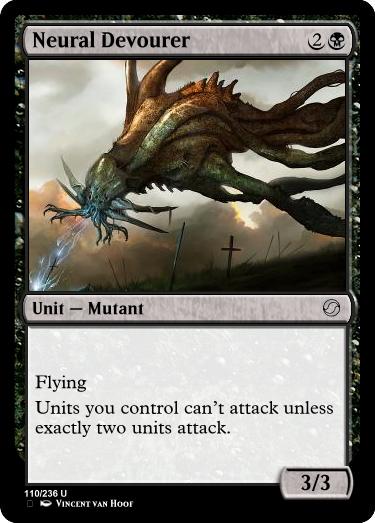 Neural Devourer 2
Unit — Mutant
Flying
Units you control can't attack unless
exactly two units attack.
3/3
110/236 U
Vincent van Hoof